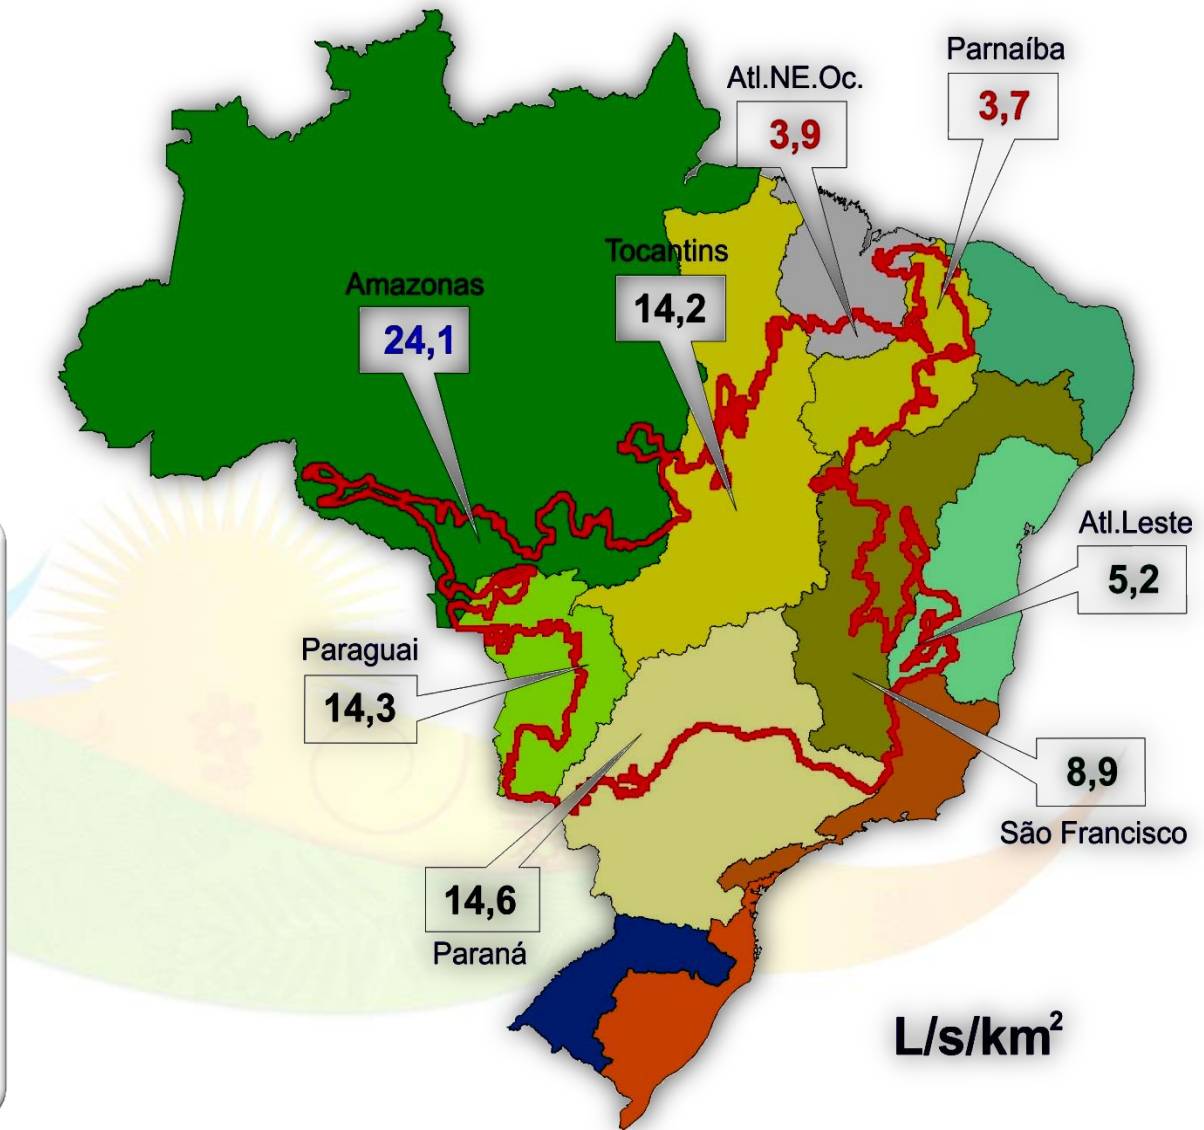 Parnaíba
3,7
Atl.NE.Oc.
3,9
Tocantins
14,2
Amazonas
24,1
Atl.Leste
5,2
Paraguai
14,3
8,9
São Francisco
14,6
Paraná
L/s/km²